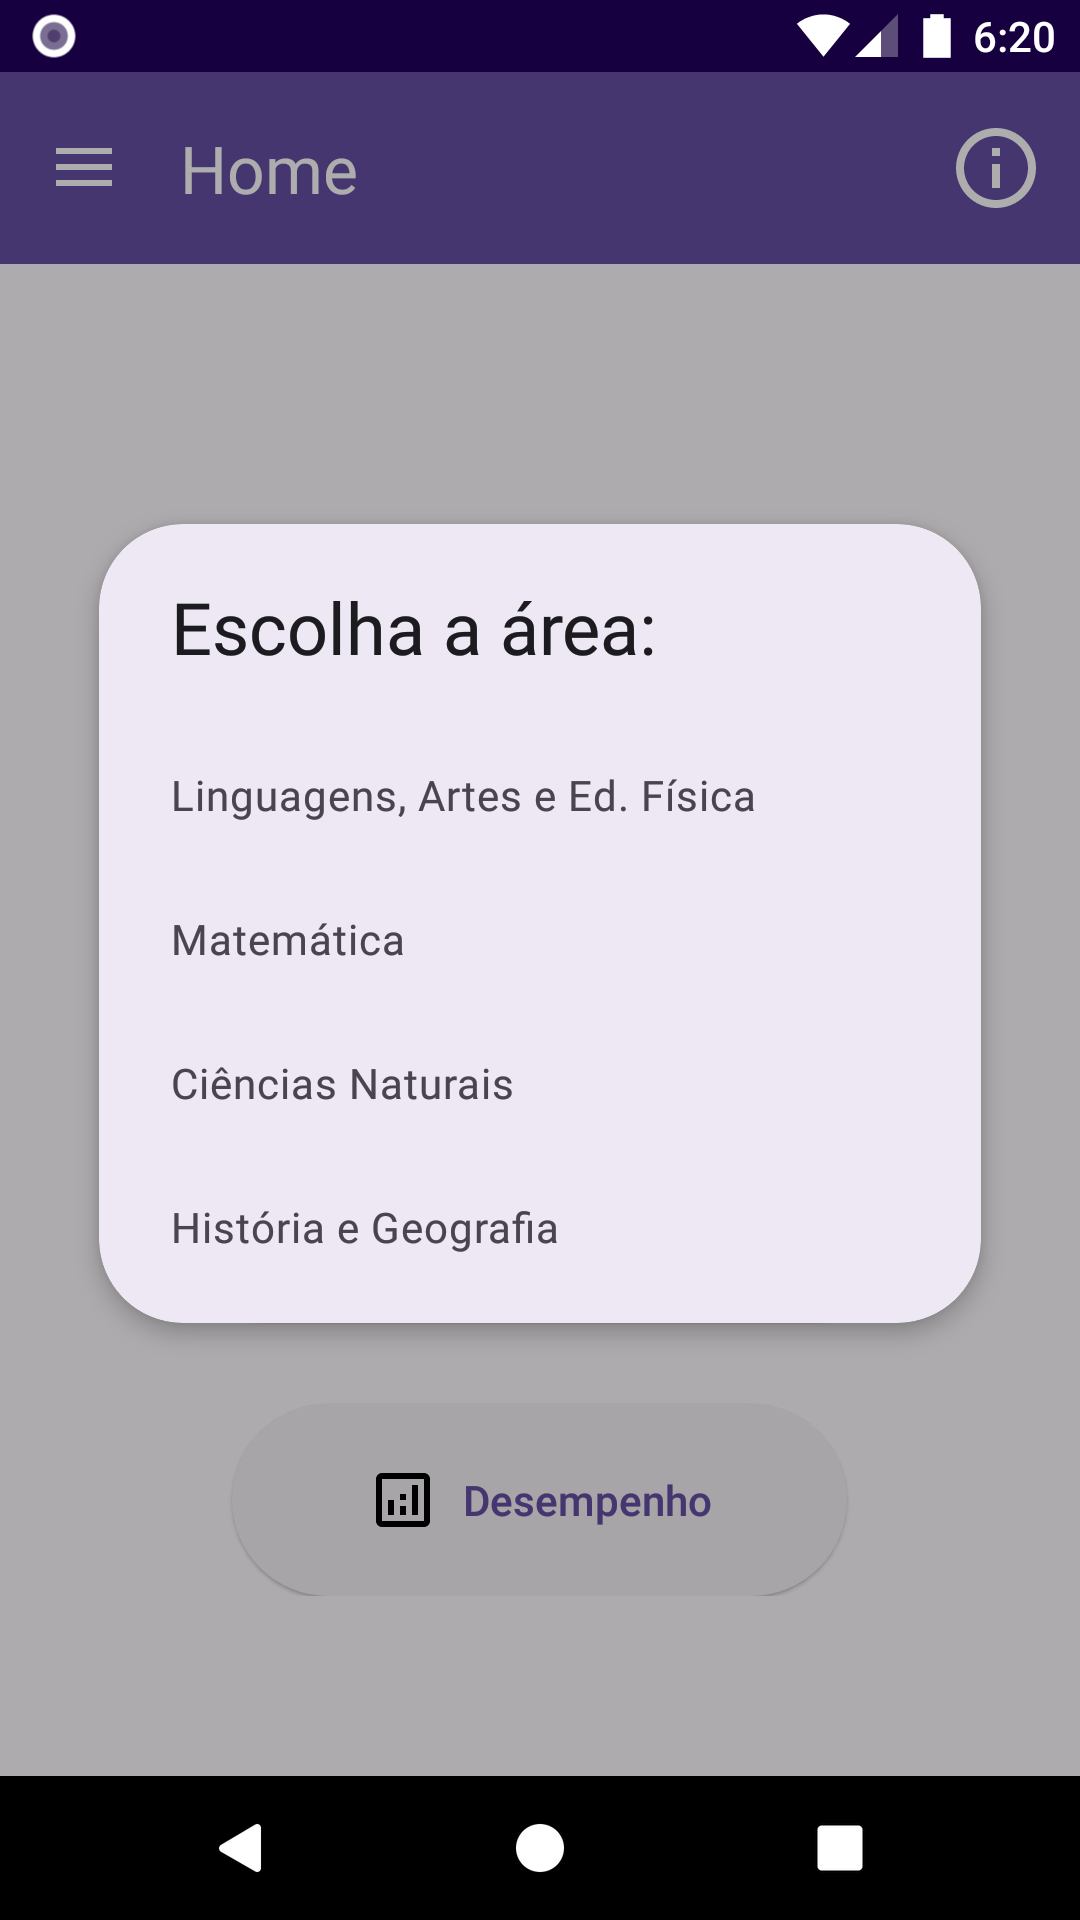 6:20
Home
Escolha a área:
Linguagens, Artes e Ed. Física
Matemática
Ciências Naturais
História e Geografia
Desempenho